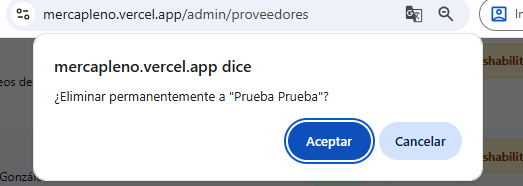 mercapleno.vercel.app/admin/proveedores
mercapleno.vercel.app dice
¿Eliminar permanentemente a "Prueba Prueba"?
Aceptar
Cancelar